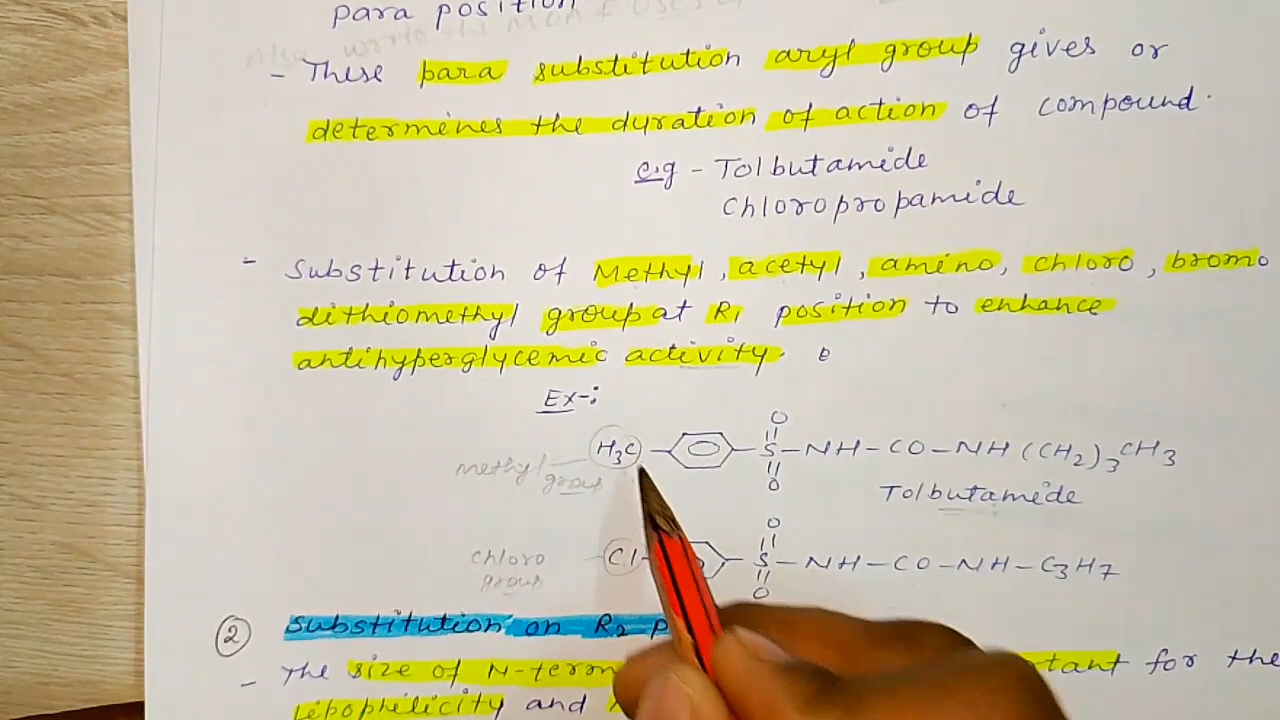 para position
- These para substitution aryl group gives or
determines the duration of action of compound.
e.g - Tolbutamide
Chloropropamide
- Substitution of Methyl, acetyl, amino, chloro, bromo
dithiomethyl group at R1 position to enhance
antihyperglycemic activity.
Ex-:
O
H3C S-NH-CO-NH(CH2)3CH3
methyl
group
O
Tolbutamide
O
Cl S-NH-CO-NH-C3H7
chloro
group
O
② Substitution on R2
- The size of N-term for the
lipophilicity and